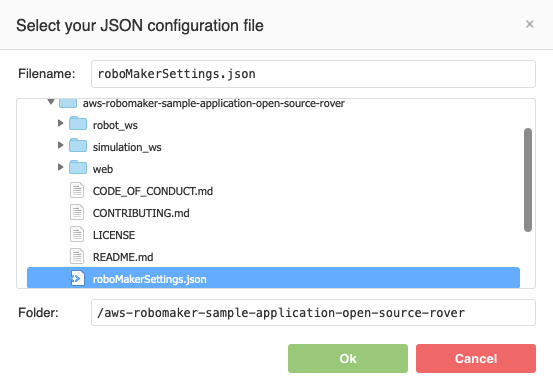 Select your JSON configuration file
×
Filename: roboMakerSettings.json
aws-robomaker-sample-application-open-source-rover
robot_ws
simulation_ws
web
CODE_OF_CONDUCT.md
CONTRIBUTING.md
LICENSE
README.md
roboMakerSettings.json
Folder: /aws-robomaker-sample-application-open-source-rover
Ok Cancel